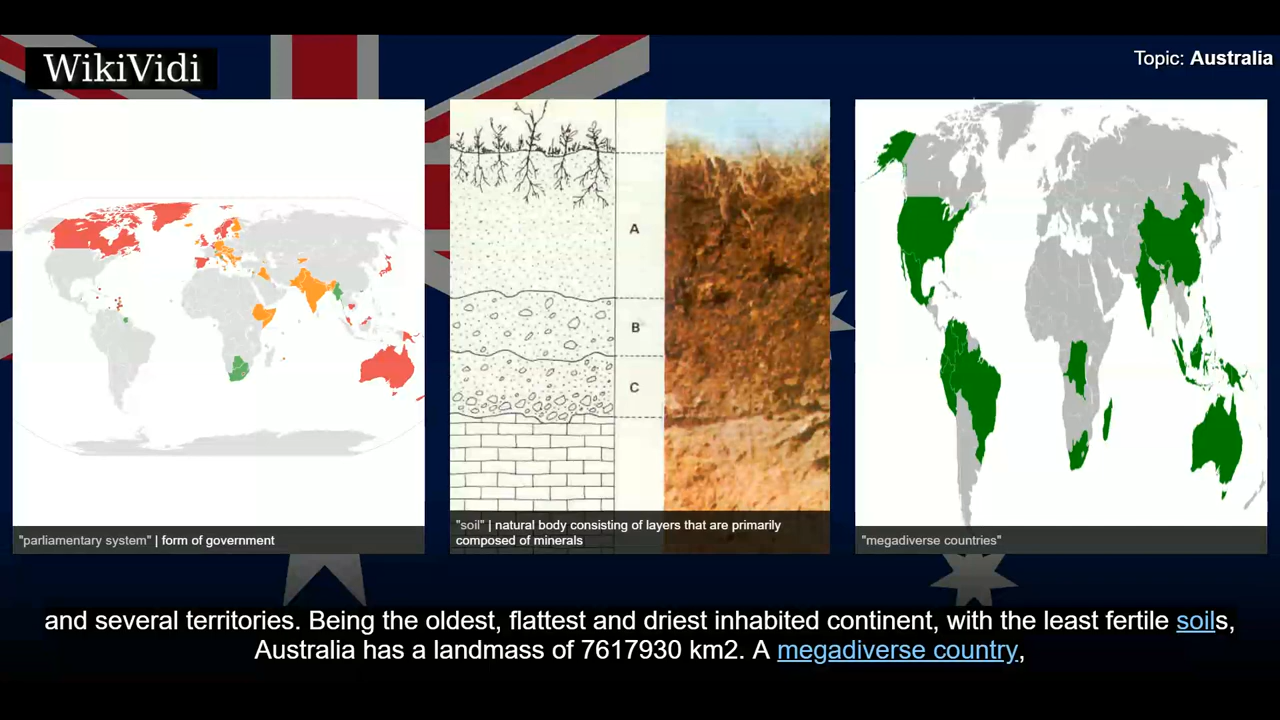 WikiVidi
Topic: Australia
A
B
C
"parliamentary system" | form of government
"soil" | natural body consisting of layers that are primarily
composed of minerals
"megadiverse countries"
and several territories. Being the oldest, flattest and driest inhabited continent, with the least fertile soils,
Australia has a landmass of 7617930 km2. A megadiverse country,